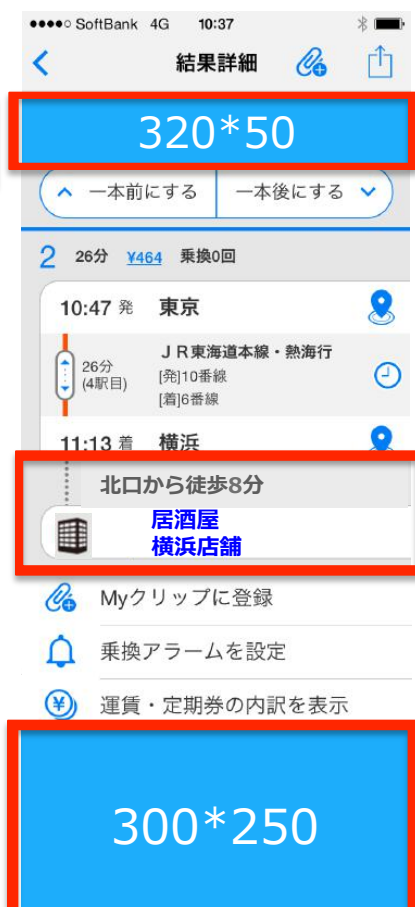 SoftBank 4G 10:37
結果詳細
320*50
一本前にする 一本後にする
2 26分 ¥464 乗換0回
10:47 発 東京
ＪＲ東海道本線・熱海行
26分
(4駅目)
[発]10番線
[着]6番線
11:13 着 横浜
北口から徒歩8分
居酒屋
横浜店舗
Myクリップに登録
乗換アラームを設定
運賃・定期券の内訳を表示
300*250